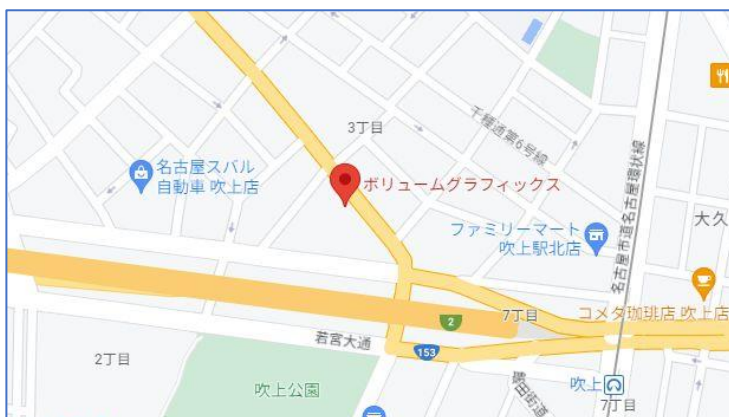 3丁目
千種通第6号線
名古屋スバル
自動車 吹上店
ボリュームグラフィックス
名古屋市道名古屋環状線
大久
ファミリーマート
吹上駅北店
コメダ珈琲店 吹上店
7丁目
2
若宮大通
153
2丁目
吹上公園
吹上
7丁目
飯田街道